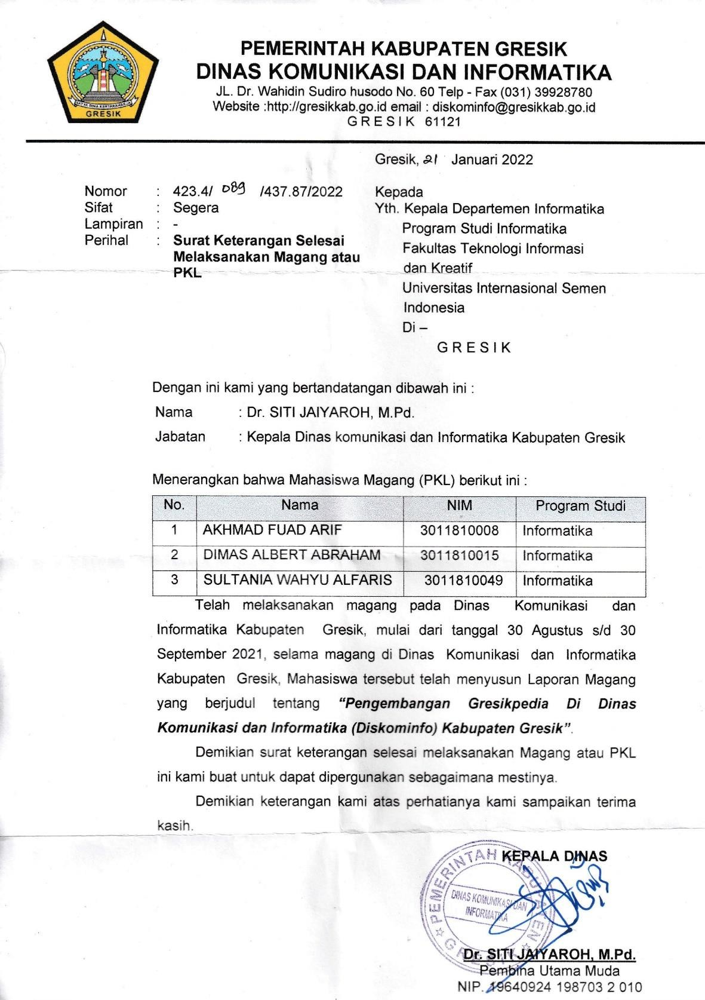 PEMERINTAH KABUPATEN GRESIK
DINAS KOMUNIKASI DAN INFORMATIKA
JL. Dr. Wahidin Sudiro husodo No. 60 Telp - Fax (031) 39928780
Website :http://gresikkab.go.id email : diskominfo@gresikkab.go.id
G R E S I K 61121
GRESIK
Gresik, 21 Januari 2022
Nomor : 423.4/ 089 /437.87/2022
Sifat : Segera
Lampiran : -
Perihal : Surat Keterangan Selesai
Melaksanakan Magang atau
PKL
Kepada
Yth. Kepala Departemen Informatika
Program Studi Informatika
Fakultas Teknologi Informasi
dan Kreatif
Universitas Internasional Semen
Indonesia
Di –
G R E S I K
Dengan ini kami yang bertandatangan dibawah ini :
Nama : Dr. SITI JAIYAROH, M.Pd.
Jabatan : Kepala Dinas komunikasi dan Informatika Kabupaten Gresik
Menerangkan bahwa Mahasiswa Magang (PKL) berikut ini :
No. Nama NIM Program Studi
1 AKHMAD FUAD ARIF 3011810008 Informatika
2 DIMAS ALBERT ABRAHAM 3011810015 Informatika
3 SULTANIA WAHYU ALFARIS 3011810049 Informatika
Telah melaksanakan magang pada Dinas Komunikasi dan
Informatika Kabupaten Gresik, mulai dari tanggal 30 Agustus s/d 30
September 2021, selama magang di Dinas Komunikasi dan Informatika
Kabupaten Gresik, Mahasiswa tersebut telah menyusun Laporan Magang
yang berjudul tentang “Pengembangan Gresikpedia Di Dinas
Komunikasi dan Informatika (Diskominfo) Kabupaten Gresik”.
Demikian surat keterangan selesai melaksanakan Magang atau PKL
ini kami buat untuk dapat dipergunakan sebagaimana mestinya.
Demikian keterangan kami atas perhatianya kami sampaikan terima
kasih.
KEPALA DINAS
PEMERINTAH KABUPATEN
DINAS KOMUNIKASI DAN
INFORMATIKA
GRESIK
Dr. SITI JAIYAROH, M.Pd.
Pembina Utama Muda
NIP. 19640924 198703 2 010